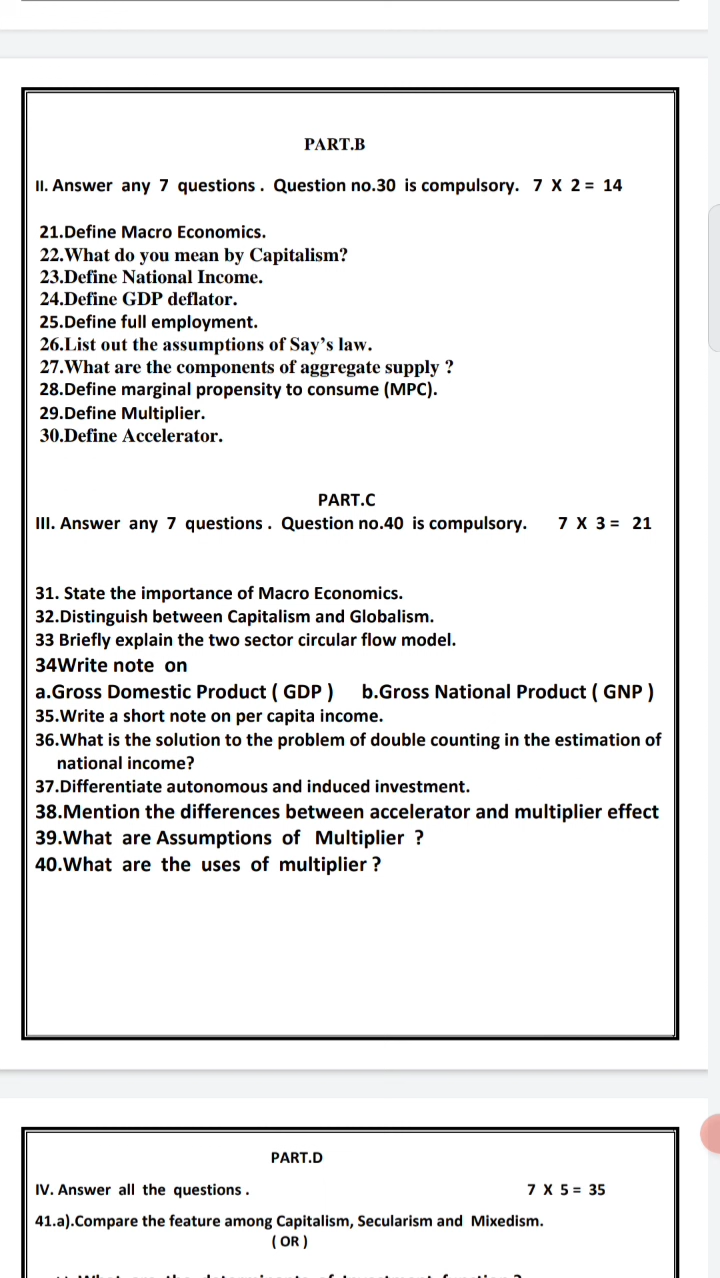 PART.B
II. Answer any 7 questions . Question no.30 is compulsory. 7 X 2 = 14
21.Define Macro Economics.
22.What do you mean by Capitalism?
23.Define National Income.
24.Define GDP deflator.
25.Define full employment.
26.List out the assumptions of Say's law.
27.What are the components of aggregate supply ?
28.Define marginal propensity to consume (MPC).
29.Define Multiplier.
30.Define Accelerator.
PART.C
III. Answer any 7 questions . Question no.40 is compulsory. 7 X 3 = 21
31. State the importance of Macro Economics.
32.Distinguish between Capitalism and Globalism.
33 Briefly explain the two sector circular flow model.
34Write note on
a.Gross Domestic Product ( GDP ) b.Gross National Product ( GNP )
35.Write a short note on per capita income.
36.What is the solution to the problem of double counting in the estimation of
national income?
37.Differentiate autonomous and induced investment.
38.Mention the differences between accelerator and multiplier effect
39.What are Assumptions of Multiplier ?
40.What are the uses of multiplier ?
PART.D
IV. Answer all the questions . 7 X 5 = 35
41.a).Compare the feature among Capitalism, Secularism and Mixedism.
( OR )